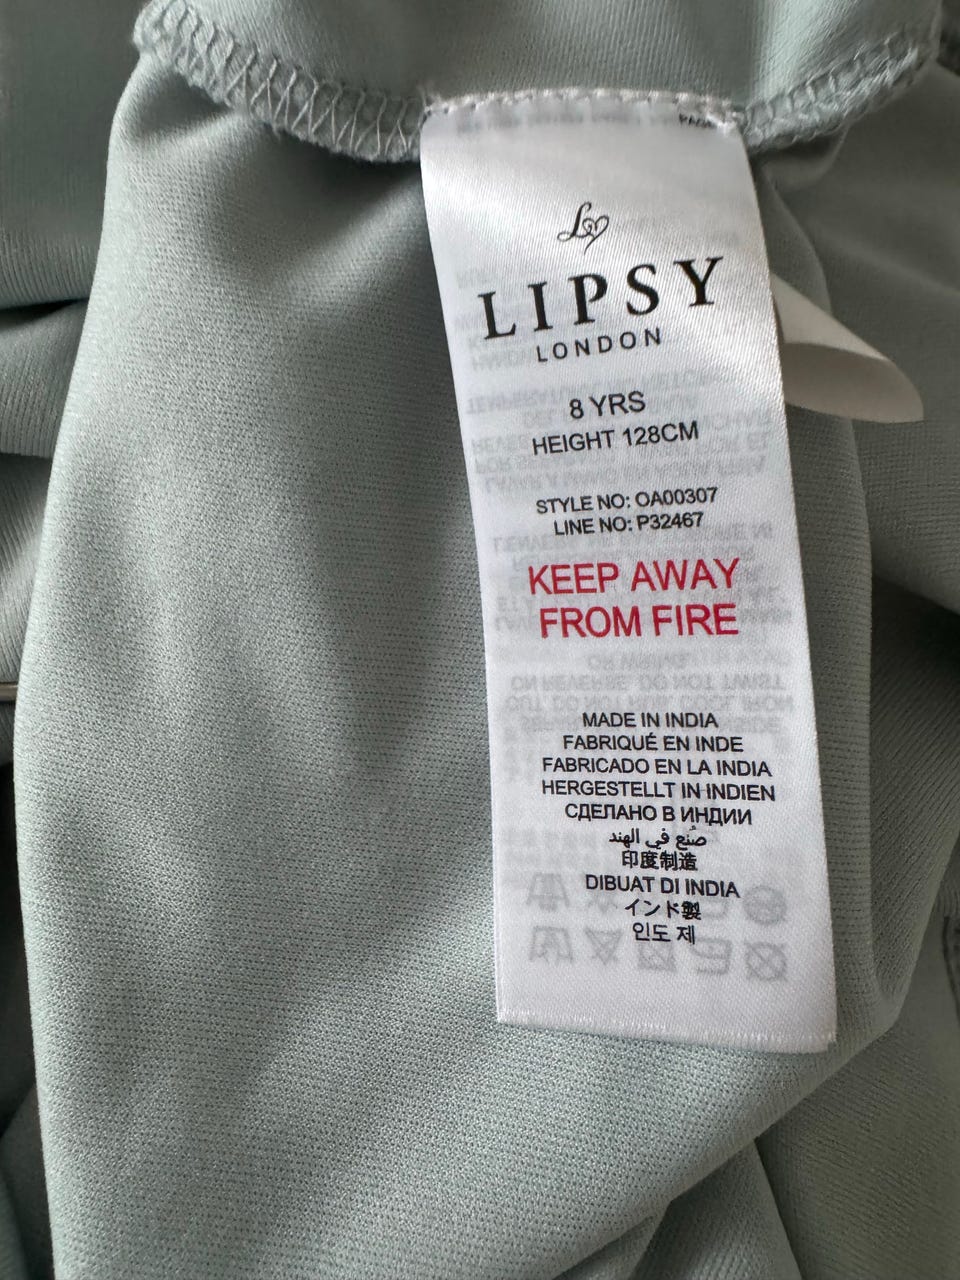 LIPSY
LONDON
8 YRS
HEIGHT 128CM
STYLE NO: OA00307
LINE NO: P32467
KEEP AWAY
FROM FIRE
MADE IN INDIA
FABRIQUÉ EN INDE
FABRICADO EN LA INDIA
HERGESTELLT IN INDIEN
СДЕЛАНО В ИНДИИ
صُنع في الهند
印度制造
DIBUAT DI INDIA
インド製
인도 제